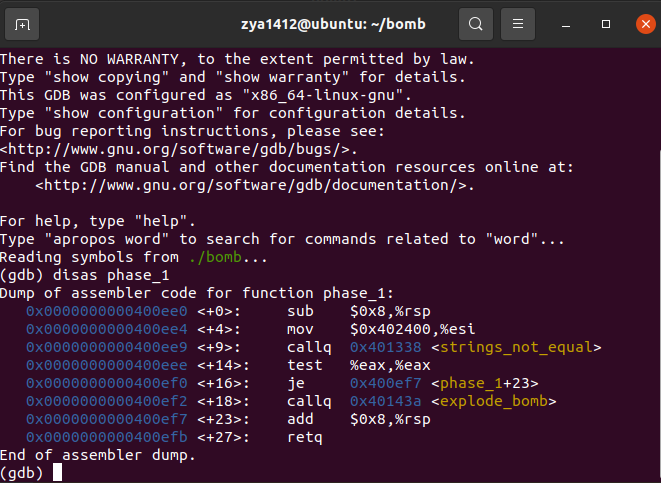 zya1412@ubuntu: ~/bomb
There is NO WARRANTY, to the extent permitted by law.
Type "show copying" and "show warranty" for details.
This GDB was configured as "x86_64-linux-gnu".
Type "show configuration" for configuration details.
For bug reporting instructions, please see:
<http://www.gnu.org/software/gdb/bugs/>.
Find the GDB manual and other documentation resources online at:
    <http://www.gnu.org/software/gdb/documentation/>.

For help, type "help".
Type "apropos word" to search for commands related to "word"...
Reading symbols from ./bomb...
(gdb) disas phase_1
Dump of assembler code for function phase_1:
   0x0000000000400ee0 <+0>:     sub    $0x8,%rsp
   0x0000000000400ee4 <+4>:     mov    $0x402400,%esi
   0x0000000000400ee9 <+9>:     callq  0x401338 <strings_not_equal>
   0x0000000000400eee <+14>:    test   %eax,%eax
   0x0000000000400ef0 <+16>:    je     0x400ef7 <phase_1+23>
   0x0000000000400ef2 <+18>:    callq  0x40143a <explode_bomb>
   0x0000000000400ef7 <+23>:    add    $0x8,%rsp
   0x0000000000400efb <+27>:    retq
End of assembler dump.
(gdb)